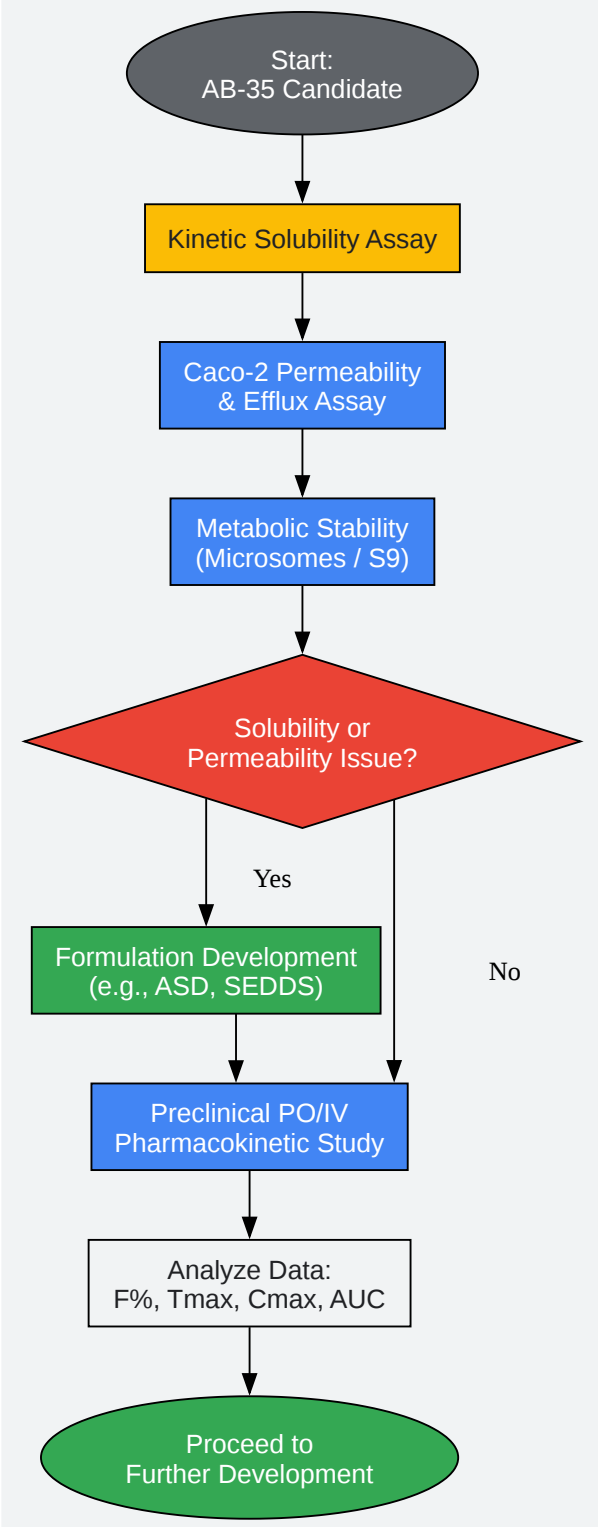 Start:
AB-35 Candidate
Kinetic Solubility Assay
Caco-2 Permeability
& Efflux Assay
Metabolic Stability
(Microsomes / S9)
Solubility or
Permeability Issue?
Yes
Formulation Development
(e.g., ASD, SEDDS)
No
Preclinical PO/IV
Pharmacokinetic Study
Analyze Data:
F%, Tmax, Cmax, AUC
Proceed to
Further Development